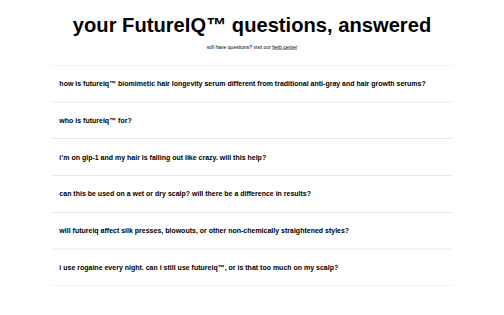 your FutureIQ™ questions, answered
still have questions? visit our help center
how is futureiq™ biomimetic hair longevity serum different from traditional anti-gray and hair growth serums?
who is futureiq™ for?
i'm on glp-1 and my hair is falling out like crazy. will this help?
can this be used on a wet or dry scalp? will there be a difference in results?
will futureiq affect silk presses, blowouts, or other non-chemically straightened styles?
i use rogaine every night. can i still use futureiq™, or is that too much on my scalp?